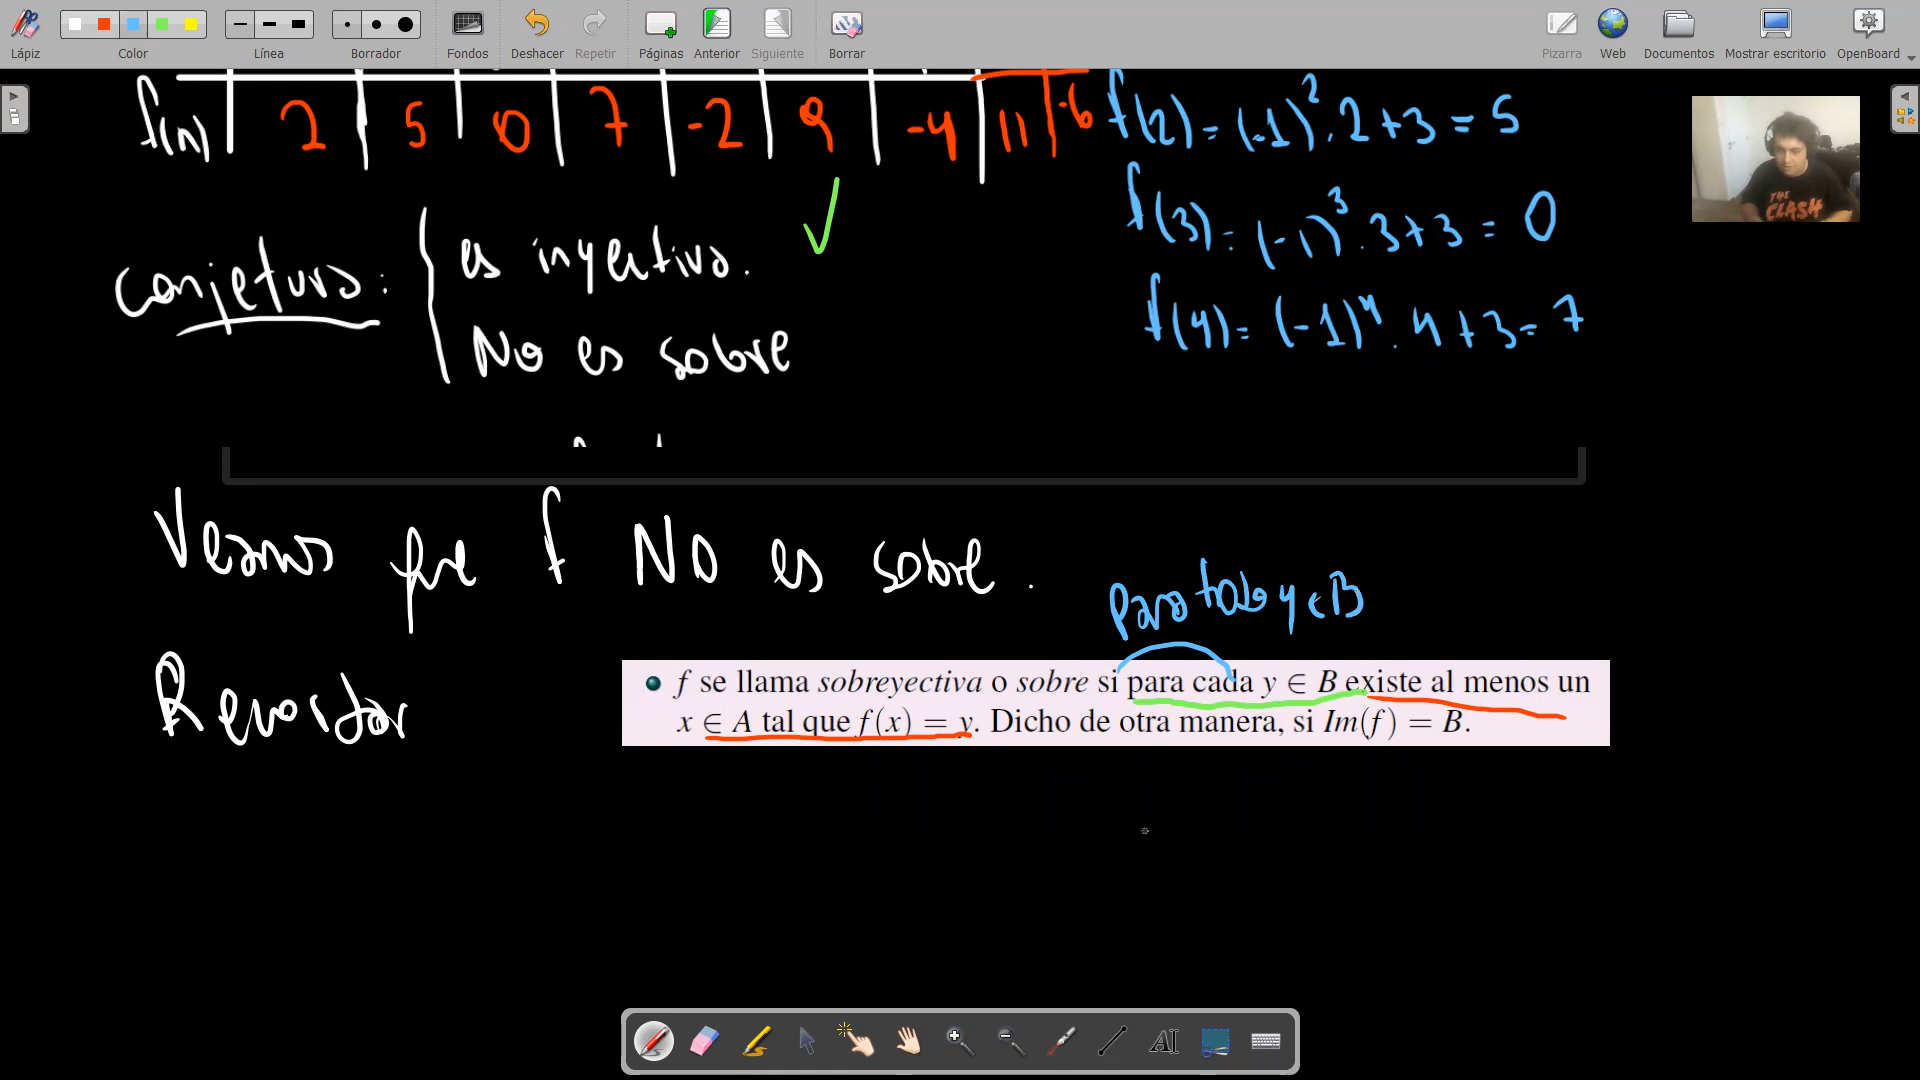 Lápiz Color Línea Borrador Fondos Deshacer Repetir Páginas Anterior Siguiente Borrar Pizarra Web Documentos Mostrar escritorio OpenBoard
f(n) 2 5 0 7 -2 9 -4 11 -6
f(2) = (-1)² . 2 + 3 = 5
f(3) = (-1)³ . 3 + 3 = 0
f(4) = (-1)⁴ . 4 + 3 = 7
THE
CLASH
Conjetura: es inyectiva.
No es sobre
Veamos que f No es sobre.
para todo y ∈ B
Recordar
f se llama sobreyectiva o sobre si para cada y ∈ B existe al menos un
x ∈ A tal que f(x) = y. Dicho de otra manera, si Im(f) = B.